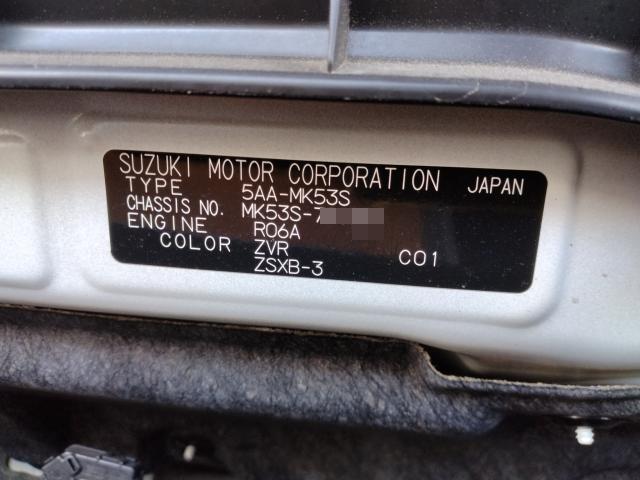 SUZUKI MOTOR CORPORATION JAPAN
TYPE 5AA-MK53S
CHASSIS NO. MK53S-7
ENGINE R06A
COLOR ZVR C01
ZSXB-3